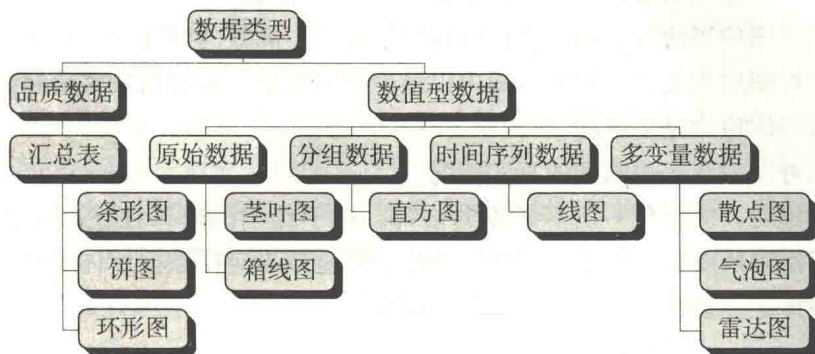 数据类型
品质数据 数值型数据
汇总表 原始数据 分组数据 时间序列数据 多变量数据
条形图 茎叶图 直方图 线图 散点图
饼图 箱线图 气泡图
环形图 雷达图